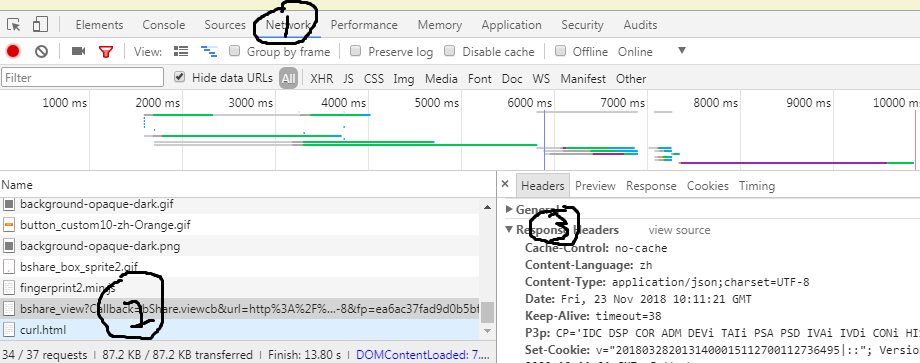 Elements Console Sources Network Performance Memory Application Security Audits
View: Group by frame Preserve log Disable cache Offline Online
Filter Hide data URLs All XHR JS CSS Img Media Font Doc WS Manifest Other
1000 ms 2000 ms 3000 ms 4000 ms 5000 ms 6000 ms 7000 ms 8000 ms 9000 ms 10000 ms
1
Name
background-opaque-dark.gif
button_custom10-zh-Orange.gif
background-opaque-dark.png
bshare_box_sprite2.gif
fingerprint2.min.js
bshare_view?Callback=bShare.viewcb&url=http%3A%2F%...-8&fp=ea6ac37fad9d0b5bf
curl.html
2
34 / 37 requests | 87.2 KB / 87.2 KB transferred | Finish: 13.80 s | DOMContentLoaded: 7....
× Headers Preview Response Cookies Timing
General
3
Response Headers view source
Cache-Control: no-cache
Content-Language: zh
Content-Type: application/json;charset=UTF-8
Date: Fri, 23 Nov 2018 10:11:21 GMT
Keep-Alive: timeout=38
P3p: CP='IDC DSP COR ADM DEVi TAIi PSA PSD IVAi IVDi CONi HI
Set-Cookie: v="2018032820131400015112700112736495|::"; Versi